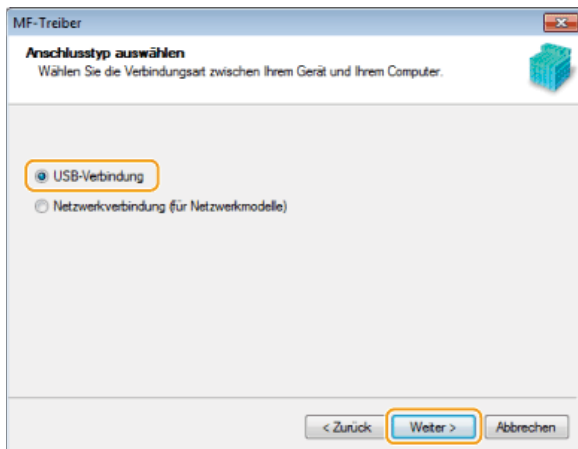 MF-Treiber
Anschlusstyp auswählen
Wählen Sie die Verbindungsart zwischen Ihrem Gerät und Ihrem Computer.
USB-Verbindung
Netzwerkverbindung (für Netzwerkmodelle)
< Zurück Weiter > Abbrechen